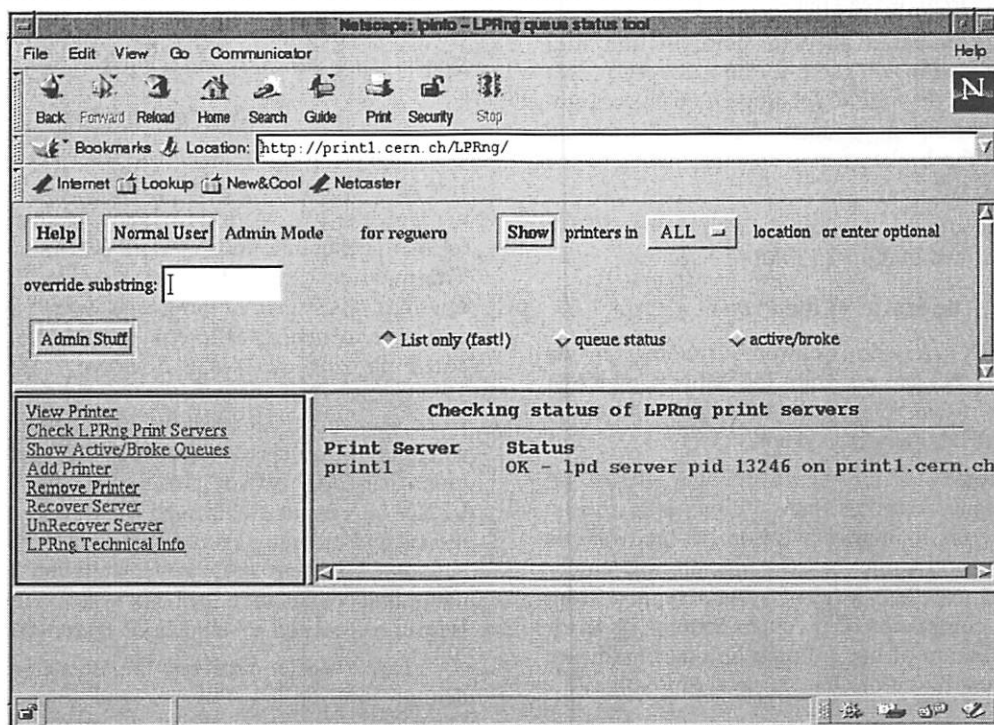 Netscape: lpinfo – LPRng queue status tool
File Edit View Go Communicator Help
Back Forward Reload Home Search Guide Print Security Stop
N
Bookmarks Location: http://print1.cern.ch/LPRng/
Internet Lookup New&Cool Netcaster
Help Normal User Admin Mode for reguero Show printers in ALL location or enter optional
override substring:
Admin Stuff List only (fast!) queue status active/broke
View Printer
Check LPRng Print Servers
Show Active/Broke Queues
Add Printer
Remove Printer
Recover Server
UnRecover Server
LPRng Technical Info
Checking status of LPRng print servers
Print Server Status
print1 OK - lpd server pid 13246 on print1.cern.ch